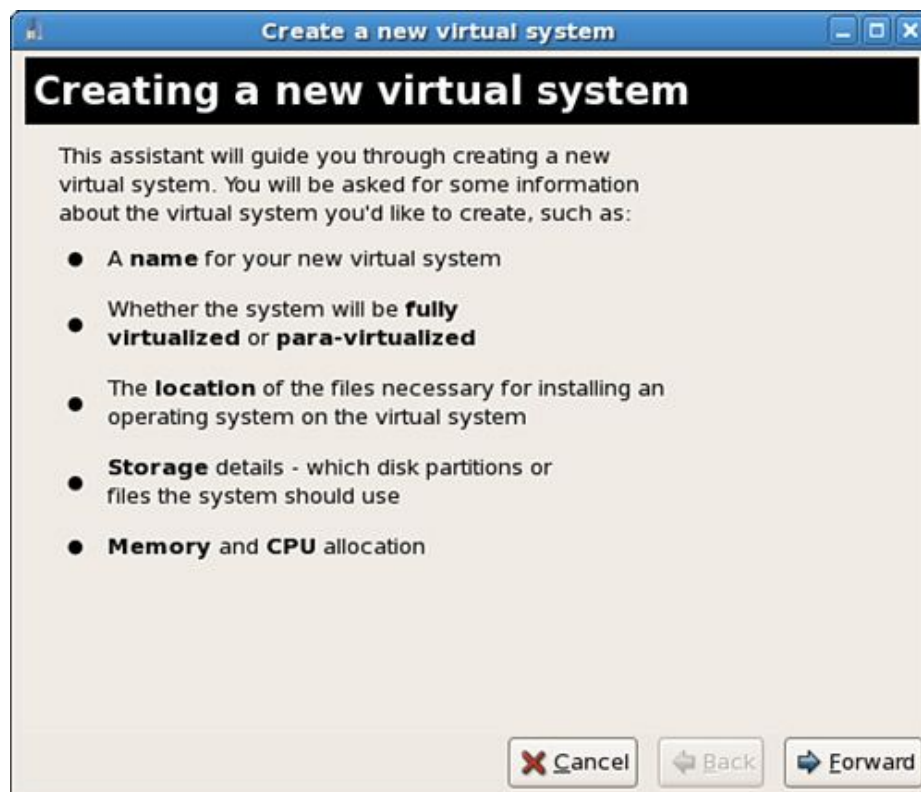 Create a new virtual system
Creating a new virtual system
This assistant will guide you through creating a new
virtual system. You will be asked for some information
about the virtual system you'd like to create, such as:
● A name for your new virtual system
● Whether the system will be fully
virtualized or para-virtualized
● The location of the files necessary for installing an
operating system on the virtual system
● Storage details - which disk partitions or
files the system should use
● Memory and CPU allocation
Cancel Back Forward